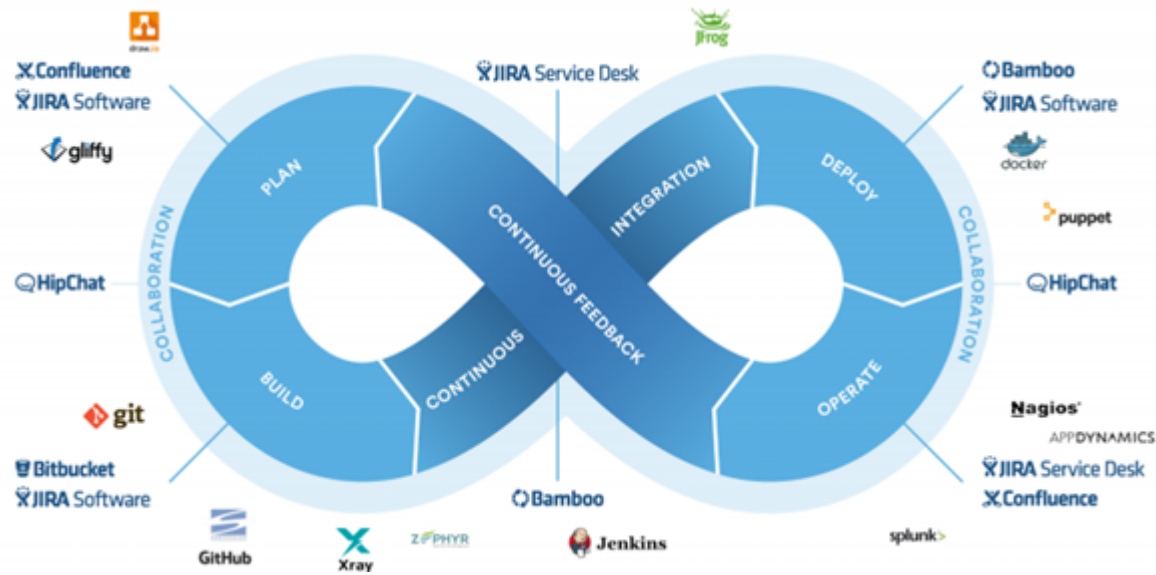 draw.io
JFrog
Confluence
JIRA Software
JIRA Service Desk
Bamboo
JIRA Software
gliffy
docker
PLAN
INTEGRATION
DEPLOY
puppet
CONTINUOUS FEEDBACK
COLLABORATION
COLLABORATION
HipChat
HipChat
BUILD
CONTINUOUS
OPERATE
git
Nagios®
APPDYNAMICS
Bitbucket
JIRA Software
JIRA Service Desk
Confluence
Bamboo
GitHub
Xray
ZEPHYR
Jenkins
splunk>